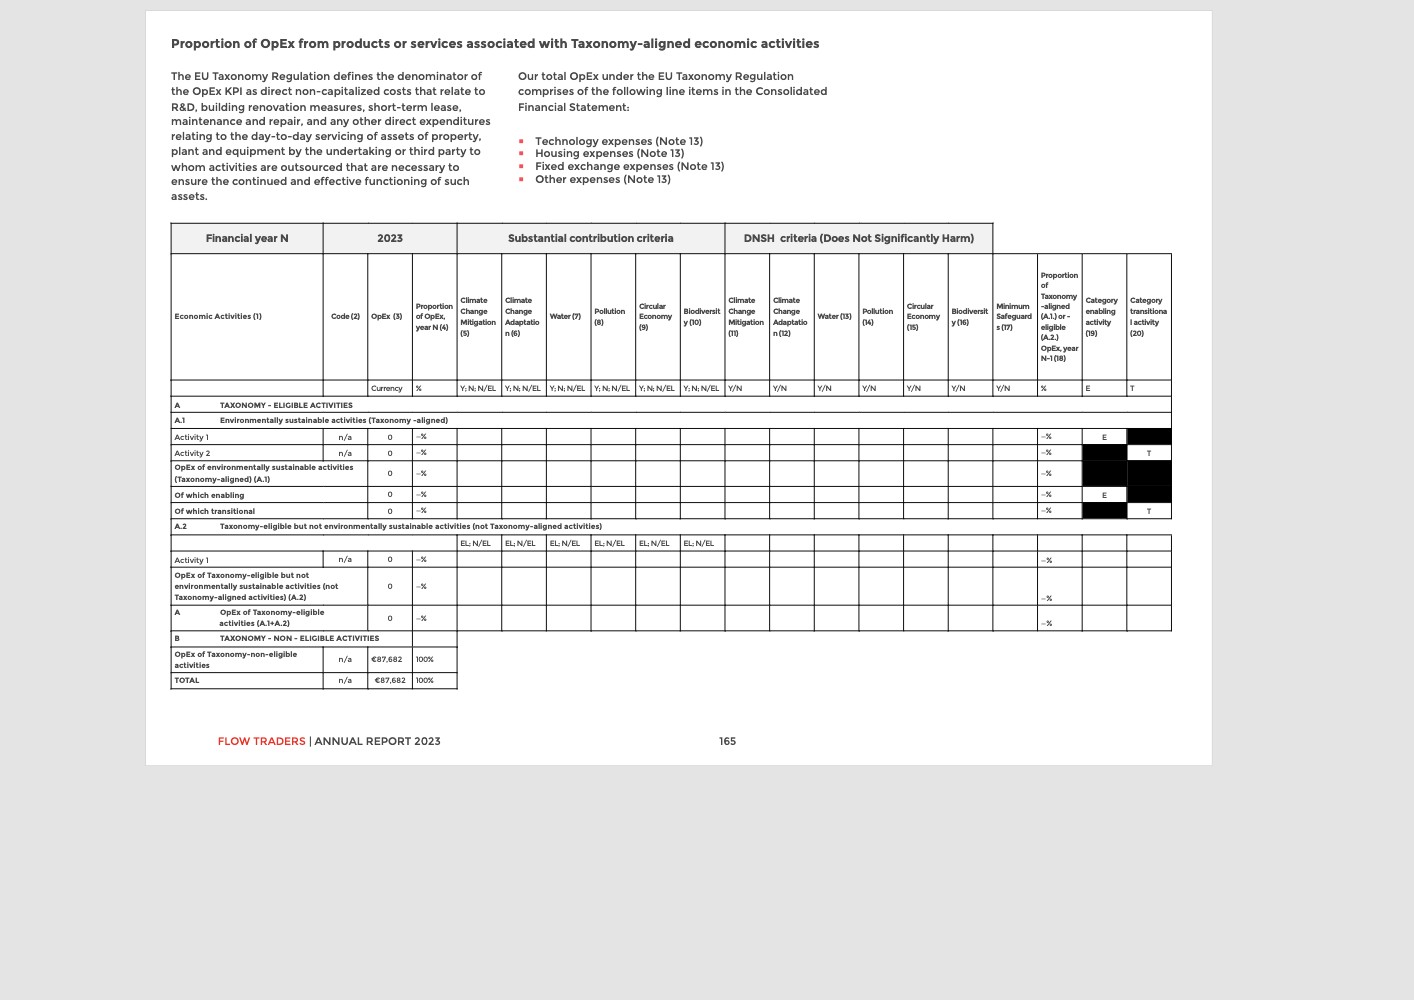 Proportion of OpEx from products or services associated with Taxonomy-aligned economic activities
The EU Taxonomy Regulation defines the denominator of
the OpEx KPI as direct non-capitalized costs that relate to
R&D, building renovation measures, short-term lease,
maintenance and repair, and any other direct expenditures
relating to the day-to-day servicing of assets of property,
plant and equipment by the undertaking or third party to
whom activities are outsourced that are necessary to
ensure the continued and effective functioning of such
assets.
Our total OpEx under the EU Taxonomy Regulation
comprises of the following line items in the Consolidated
Financial Statement:
▪ Technology expenses (Note 13)
▪ Housing expenses (Note 13)
▪ Fixed exchange expenses (Note 13)
▪ Other expenses (Note 13)
Financial year N 2023 Substantial contribution criteria DNSH criteria (Does Not Significantly Harm)
Economic Activities (1)
Code (2)
OpEx (3)
Proportion
of OpEx,
year N (4)
Climate
Change
Mitigation
(5)
Climate
Change
Adaptatio
n (6)
Water (7)
Pollution
(8)
Circular
Economy
(9)
Biodiversit
y (10)
Climate
Change
Mitigation
(11)
Climate
Change
Adaptatio
n (12)
Water (13)
Pollution
(14)
Circular
Economy
(15)
Biodiversit
y (16)
Minimum
Safeguard
s (17)
Proportion
of
Taxonomy
-aligned
(A.1.) or -
eligible
(A.2.)
OpEx, year
N-1 (18)
Category
enabling
activity
(19)
Category
transitiona
l activity
(20)
Currency % Y; N; N/EL Y; N; N/EL Y; N; N/EL Y; N; N/EL Y; N; N/EL Y; N; N/EL Y/N Y/N Y/N Y/N Y/N Y/N Y/N % E T
A TAXONOMY - ELIGIBLE ACTIVITIES
A.1 Environmentally sustainable activities (Taxonomy -aligned)
Activity 1 n/a 0 –% –% E
Activity 2 n/a 0 –% –% T
OpEx of environmentally sustainable activities
(Taxonomy-aligned) (A.1) 0 –% –%
Of which enabling 0 –% –% E
Of which transitional 0 –% –% T
A.2 Taxonomy-eligible but not environmentally sustainable activities (not Taxonomy-aligned activities)
EL; N/EL EL; N/EL EL; N/EL EL; N/EL EL; N/EL EL; N/EL
Activity 1 n/a 0 –% –%
OpEx of Taxonomy-eligible but not
environmentally sustainable activities (not
Taxonomy-aligned activities) (A.2) 0 –% –%
A OpEx of Taxonomy-eligible
activities (A.1+A.2) 0 –% –%
B TAXONOMY - NON - ELIGIBLE ACTIVITIES
OpEx of Taxonomy-non-eligible
activities n/a €87,682 100%
TOTAL n/a €87,682 100%
FLOW TRADERS | ANNUAL REPORT 2023 165